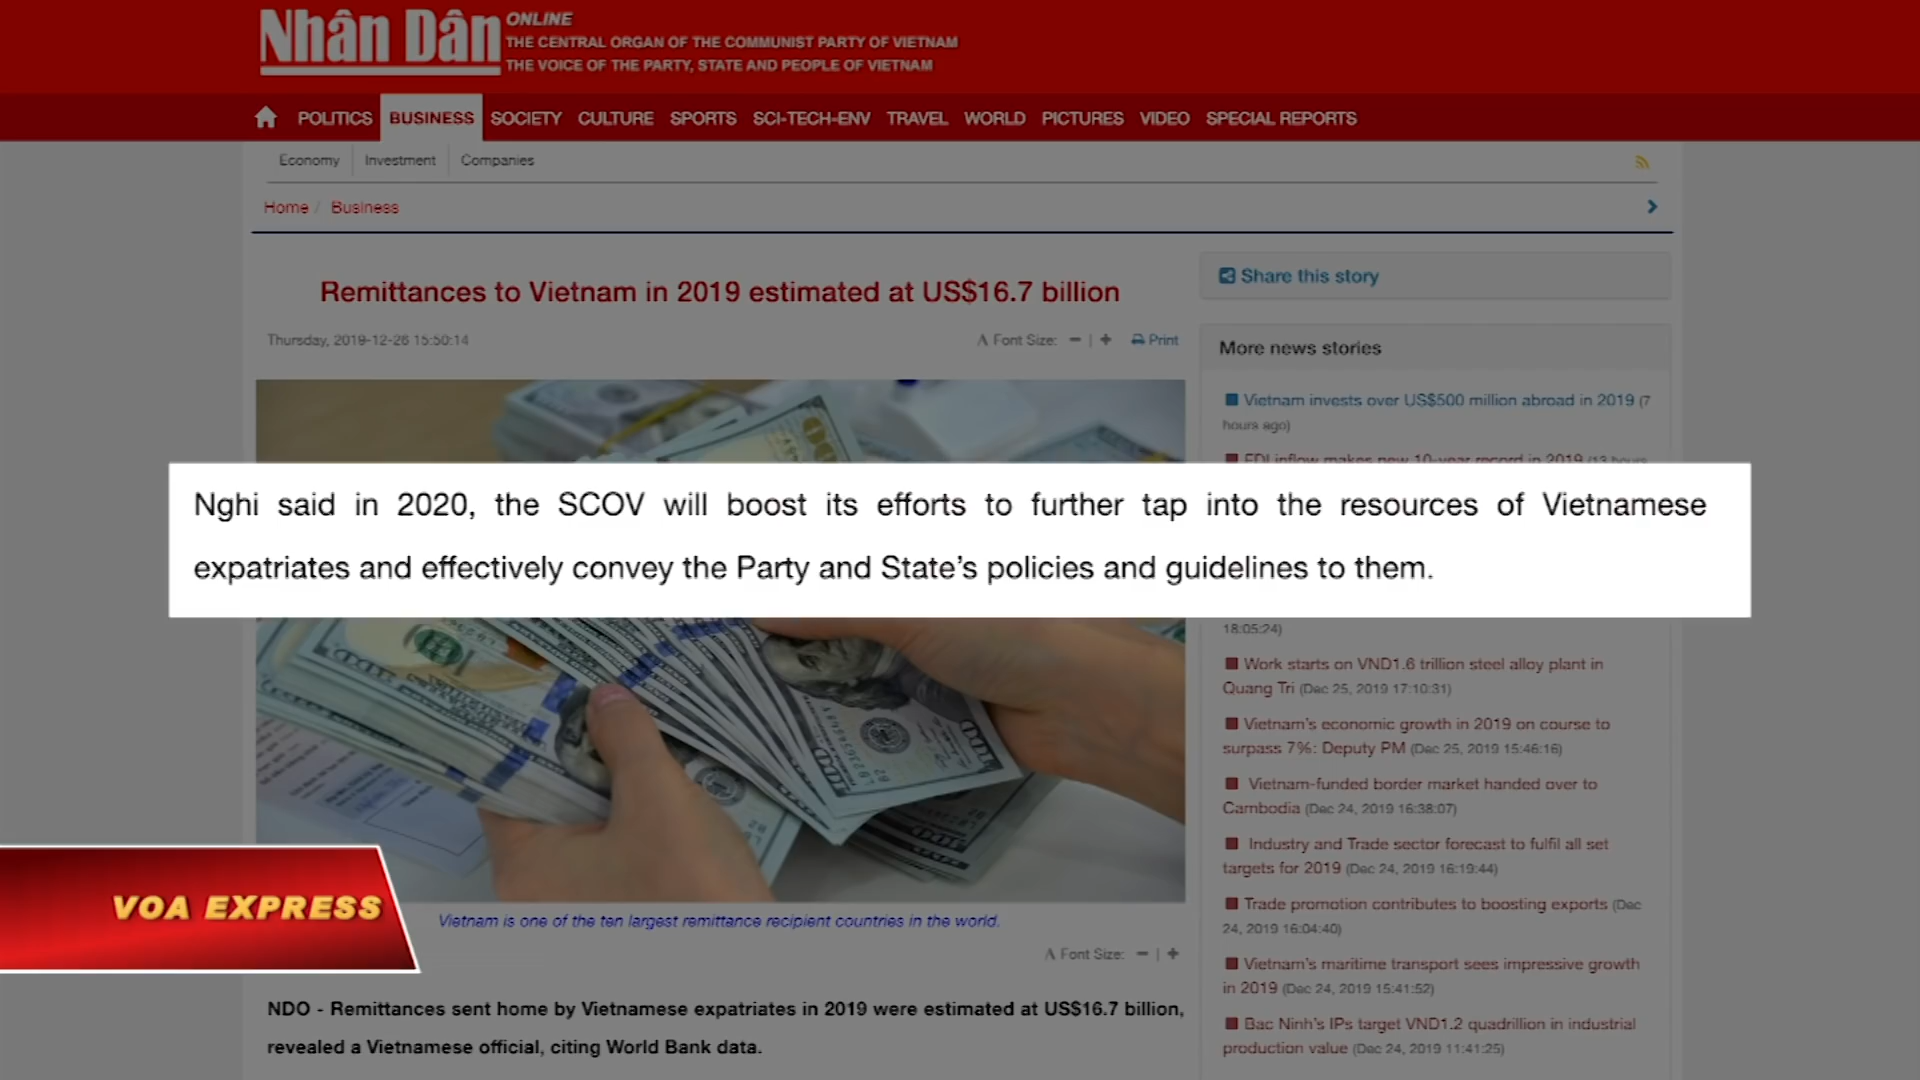 Nhân Dân ONLINE
THE CENTRAL ORGAN OF THE COMMUNIST PARTY OF VIETNAM
THE VOICE OF THE PARTY, STATE AND PEOPLE OF VIETNAM
POLITICS BUSINESS SOCIETY CULTURE SPORTS SCI-TECH-ENV TRAVEL WORLD PICTURES VIDEO SPECIAL REPORTS
Economy Investment Companies
Home / Business
Remittances to Vietnam in 2019 estimated at US$16.7 billion
Thursday, 2019-12-26 15:50:14
A Font Size: − | + Print
Nghi said in 2020, the SCOV will boost its efforts to further tap into the resources of Vietnamese
expatriates and effectively convey the Party and State's policies and guidelines to them.
VOA EXPRESS
Vietnam is one of the ten largest remittance recipient countries in the world.
A Font Size: − | +
NDO - Remittances sent home by Vietnamese expatriates in 2019 were estimated at US$16.7 billion,
revealed a Vietnamese official, citing World Bank data.
Share this story
More news stories
Vietnam invests over US$500 million abroad in 2019 (7
hours ago)
FDI inflow makes new 10-year record in 2019 (13 hours
18:05:24)
Work starts on VND1.6 trillion steel alloy plant in
Quang Tri (Dec 25, 2019 17:10:31)
Vietnam's economic growth in 2019 on course to
surpass 7%: Deputy PM (Dec 25, 2019 15:46:16)
Vietnam-funded border market handed over to
Cambodia (Dec 24, 2019 16:38:07)
Industry and Trade sector forecast to fulfil all set
targets for 2019 (Dec 24, 2019 16:19:44)
Trade promotion contributes to boosting exports (Dec
24, 2019 16:04:40)
Vietnam's maritime transport sees impressive growth
in 2019 (Dec 24, 2019 15:41:52)
Bac Ninh's IPs target VND1.2 quadrillion in industrial
production value (Dec 24, 2019 11:41:25)